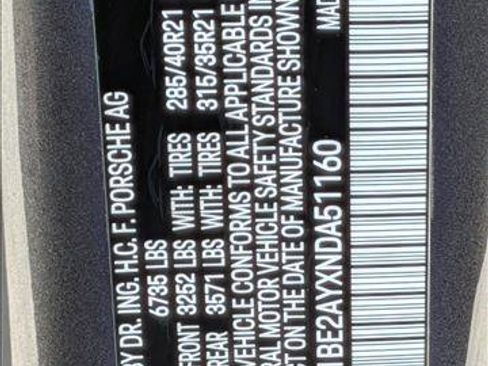 BY DR. ING. H.C. F. PORSCHE AG
6735 LBS
FRONT 3252 LBS WITH: TIRES 285/40R21
REAR 3571 LBS WITH: TIRES 315/35R21
VEHICLE CONFORMS TO ALL APPLICABLE
RAL MOTOR VEHICLE SAFETY STANDARDS IN
CT ON THE DATE OF MANUFACTURE SHOWN
BE2AYXNDA51160 MAD